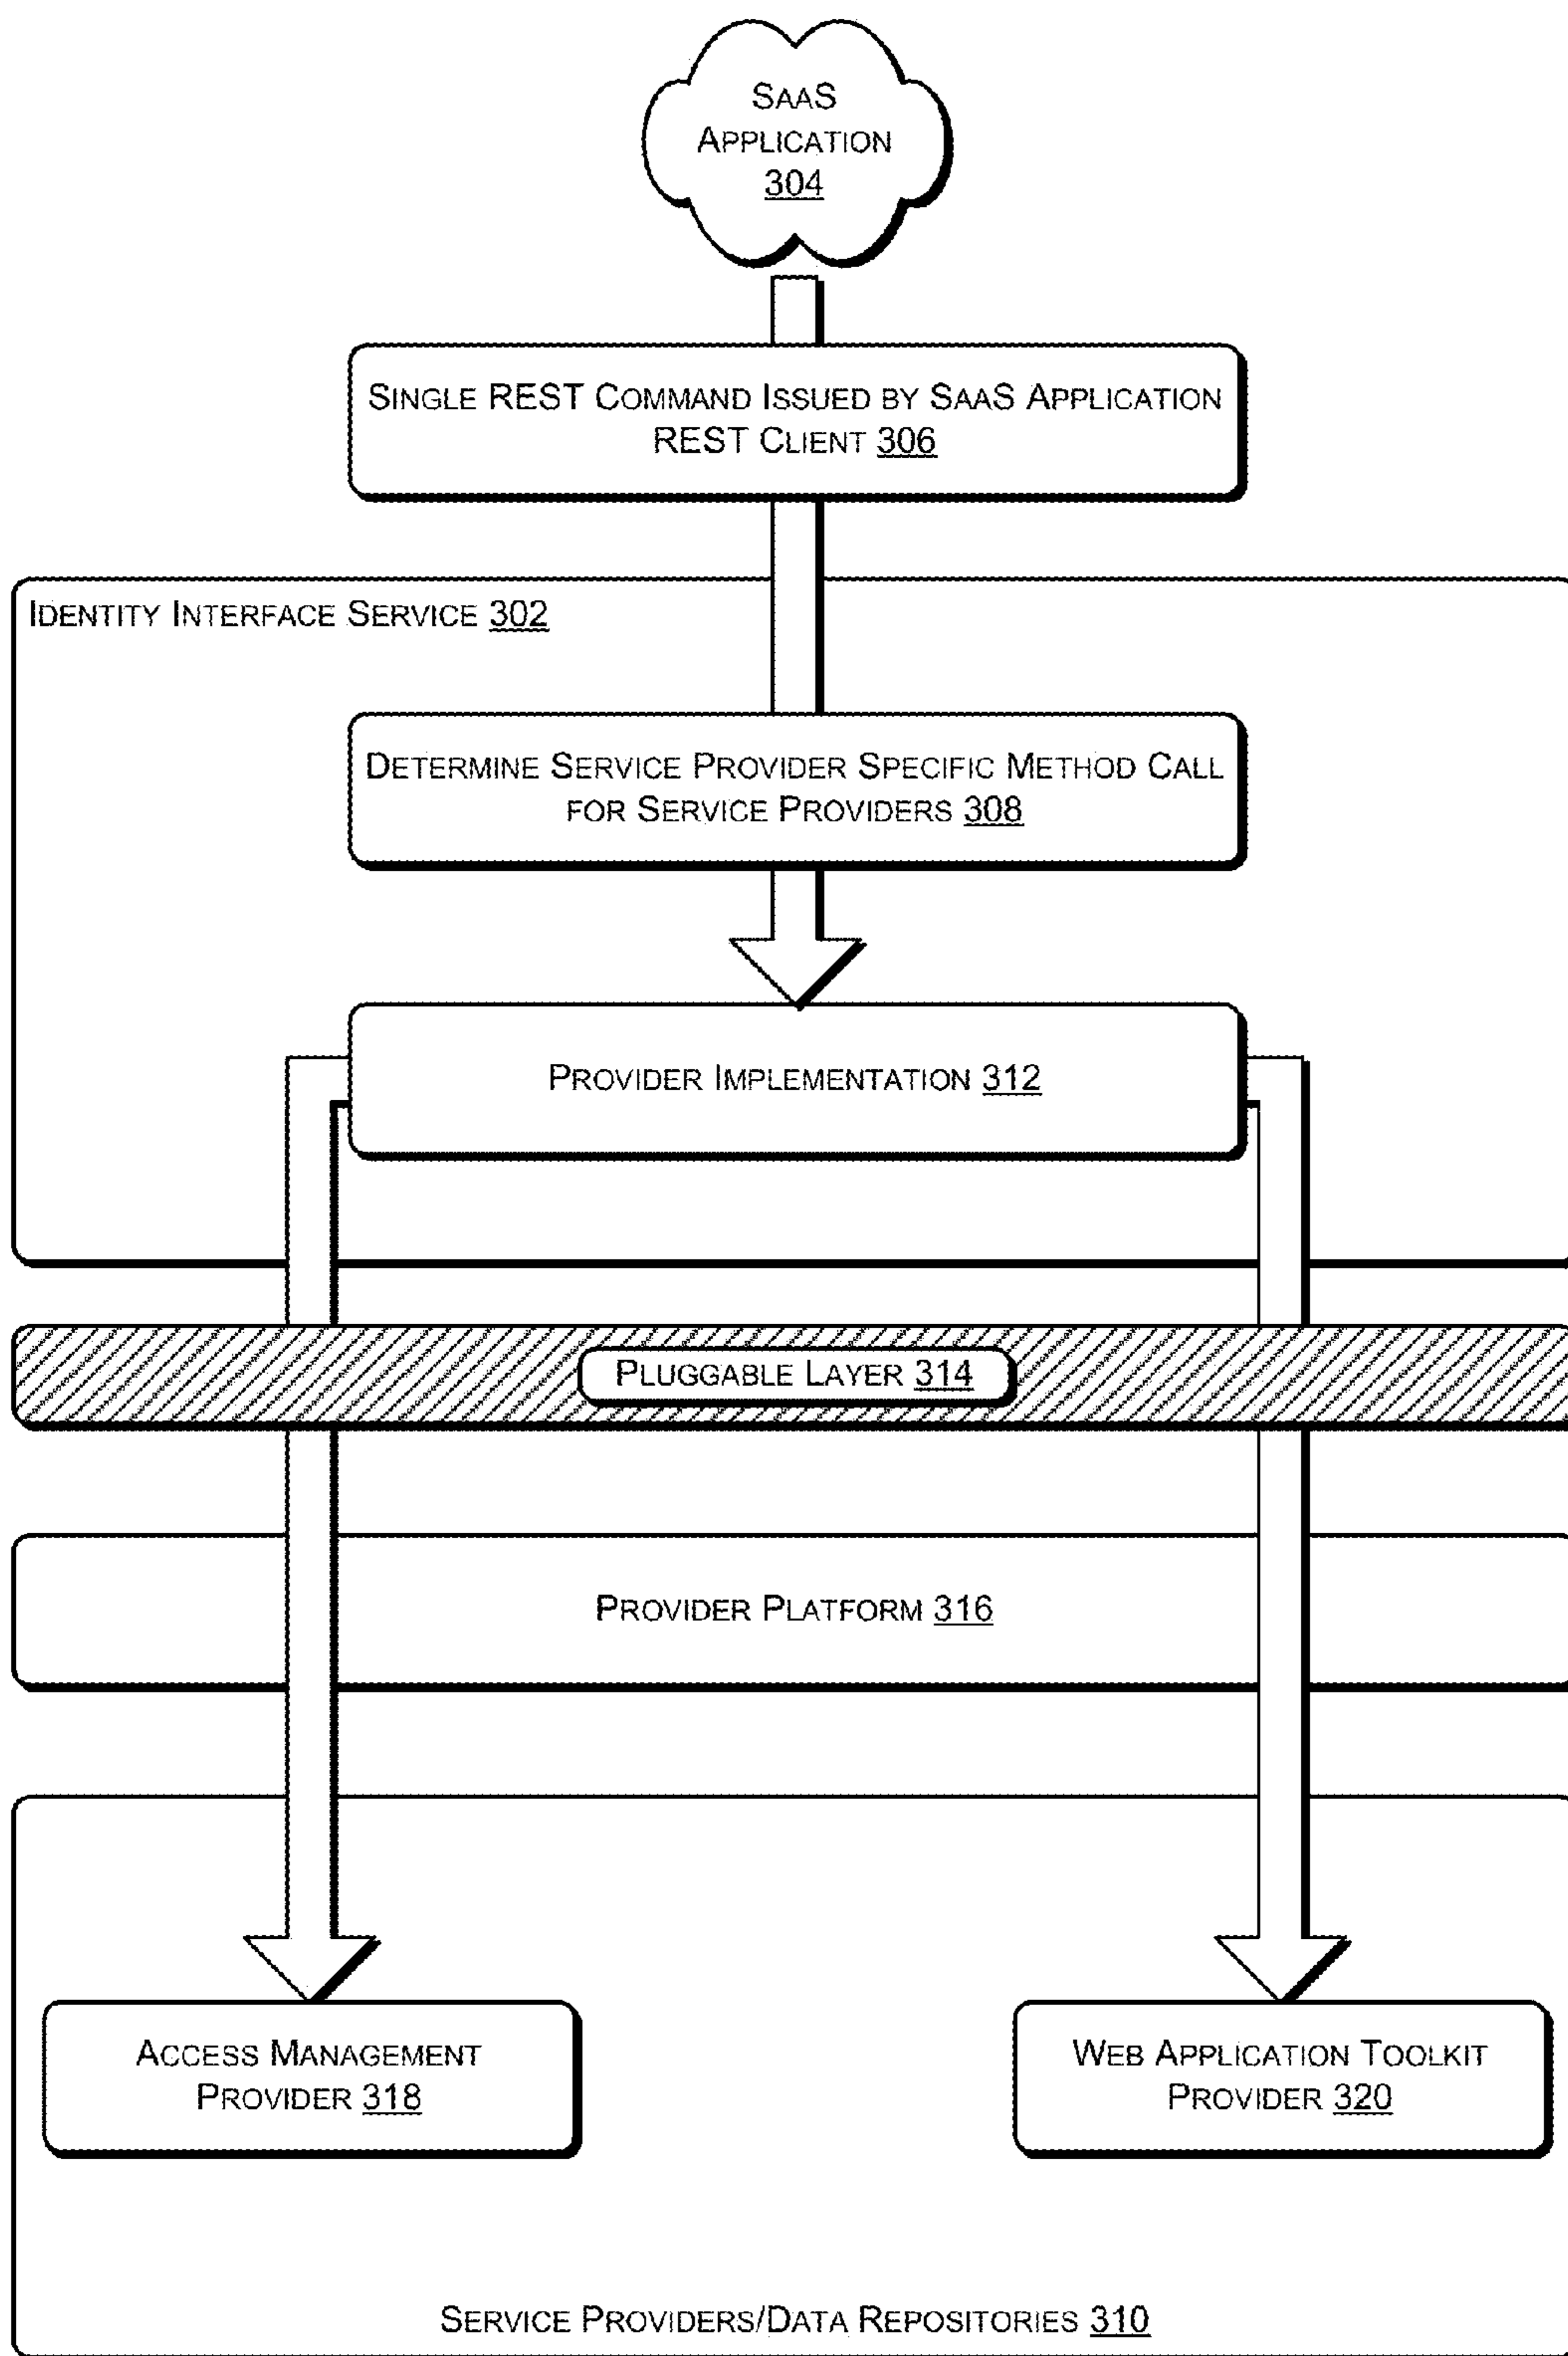 SAAS
APPLICATION
304
SINGLE REST COMMAND ISSUED BY SAAS APPLICATION
REST CLIENT 306
IDENTITY INTERFACE SERVICE 302
DETERMINE SERVICE PROVIDER SPECIFIC METHOD CALL
FOR SERVICE PROVIDERS 308
PROVIDER IMPLEMENTATION 312
PLUGGABLE LAYER 314
PROVIDER PLATFORM 316
ACCESS MANAGEMENT
PROVIDER 318
WEB APPLICATION TOOLKIT
PROVIDER 320
SERVICE PROVIDERS/DATA REPOSITORIES 310